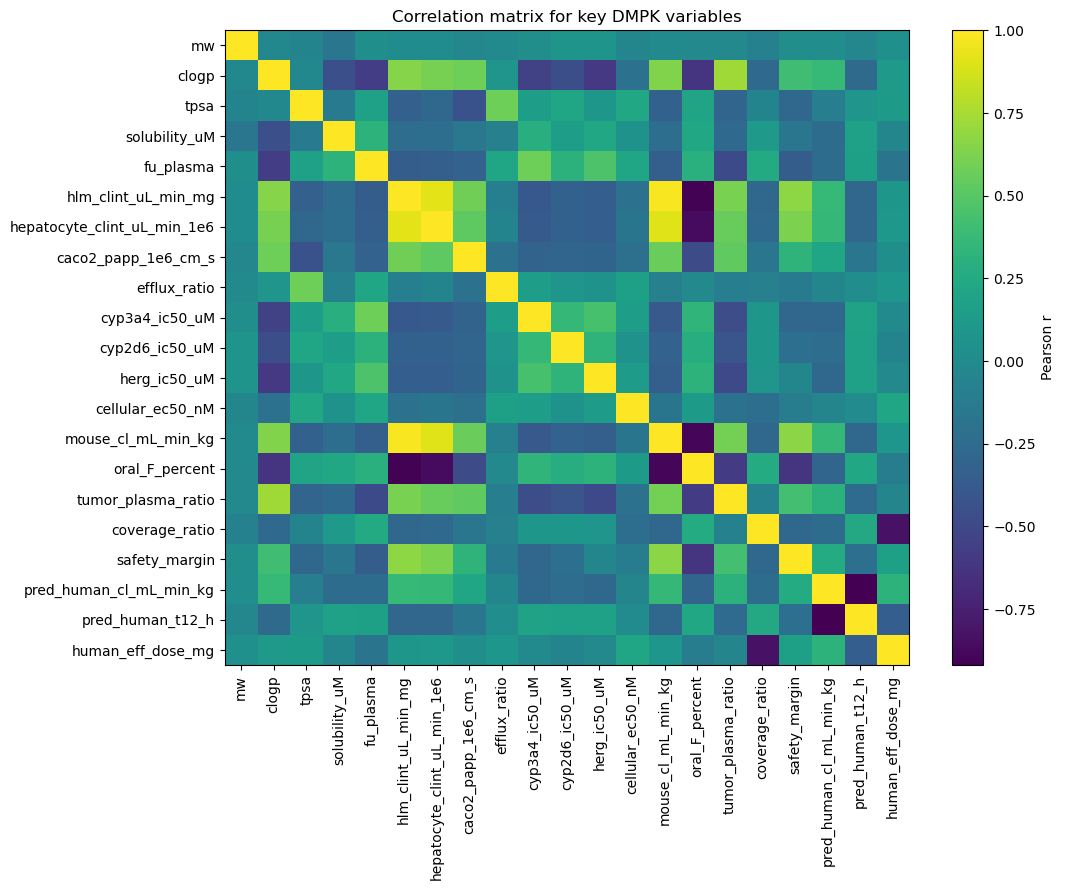 Correlation matrix for key DMPK variables
mw
clogp
tpsa
solubility_uM
fu_plasma
hlm_clint_uL_min_mg
hepatocyte_clint_uL_min_1e6
caco2_papp_1e6_cm_s
efflux_ratio
cyp3a4_ic50_uM
cyp2d6_ic50_uM
herg_ic50_uM
cellular_ec50_nM
mouse_cl_mL_min_kg
oral_F_percent
tumor_plasma_ratio
coverage_ratio
safety_margin
pred_human_cl_mL_min_kg
pred_human_t12_h
human_eff_dose_mg
mw
clogp
tpsa
solubility_uM
fu_plasma
hlm_clint_uL_min_mg
hepatocyte_clint_uL_min_1e6
caco2_papp_1e6_cm_s
efflux_ratio
cyp3a4_ic50_uM
cyp2d6_ic50_uM
herg_ic50_uM
cellular_ec50_nM
mouse_cl_mL_min_kg
oral_F_percent
tumor_plasma_ratio
coverage_ratio
safety_margin
pred_human_cl_mL_min_kg
pred_human_t12_h
human_eff_dose_mg
1.00
0.75
0.50
0.25
0.00
−0.25
−0.50
−0.75
Pearson r